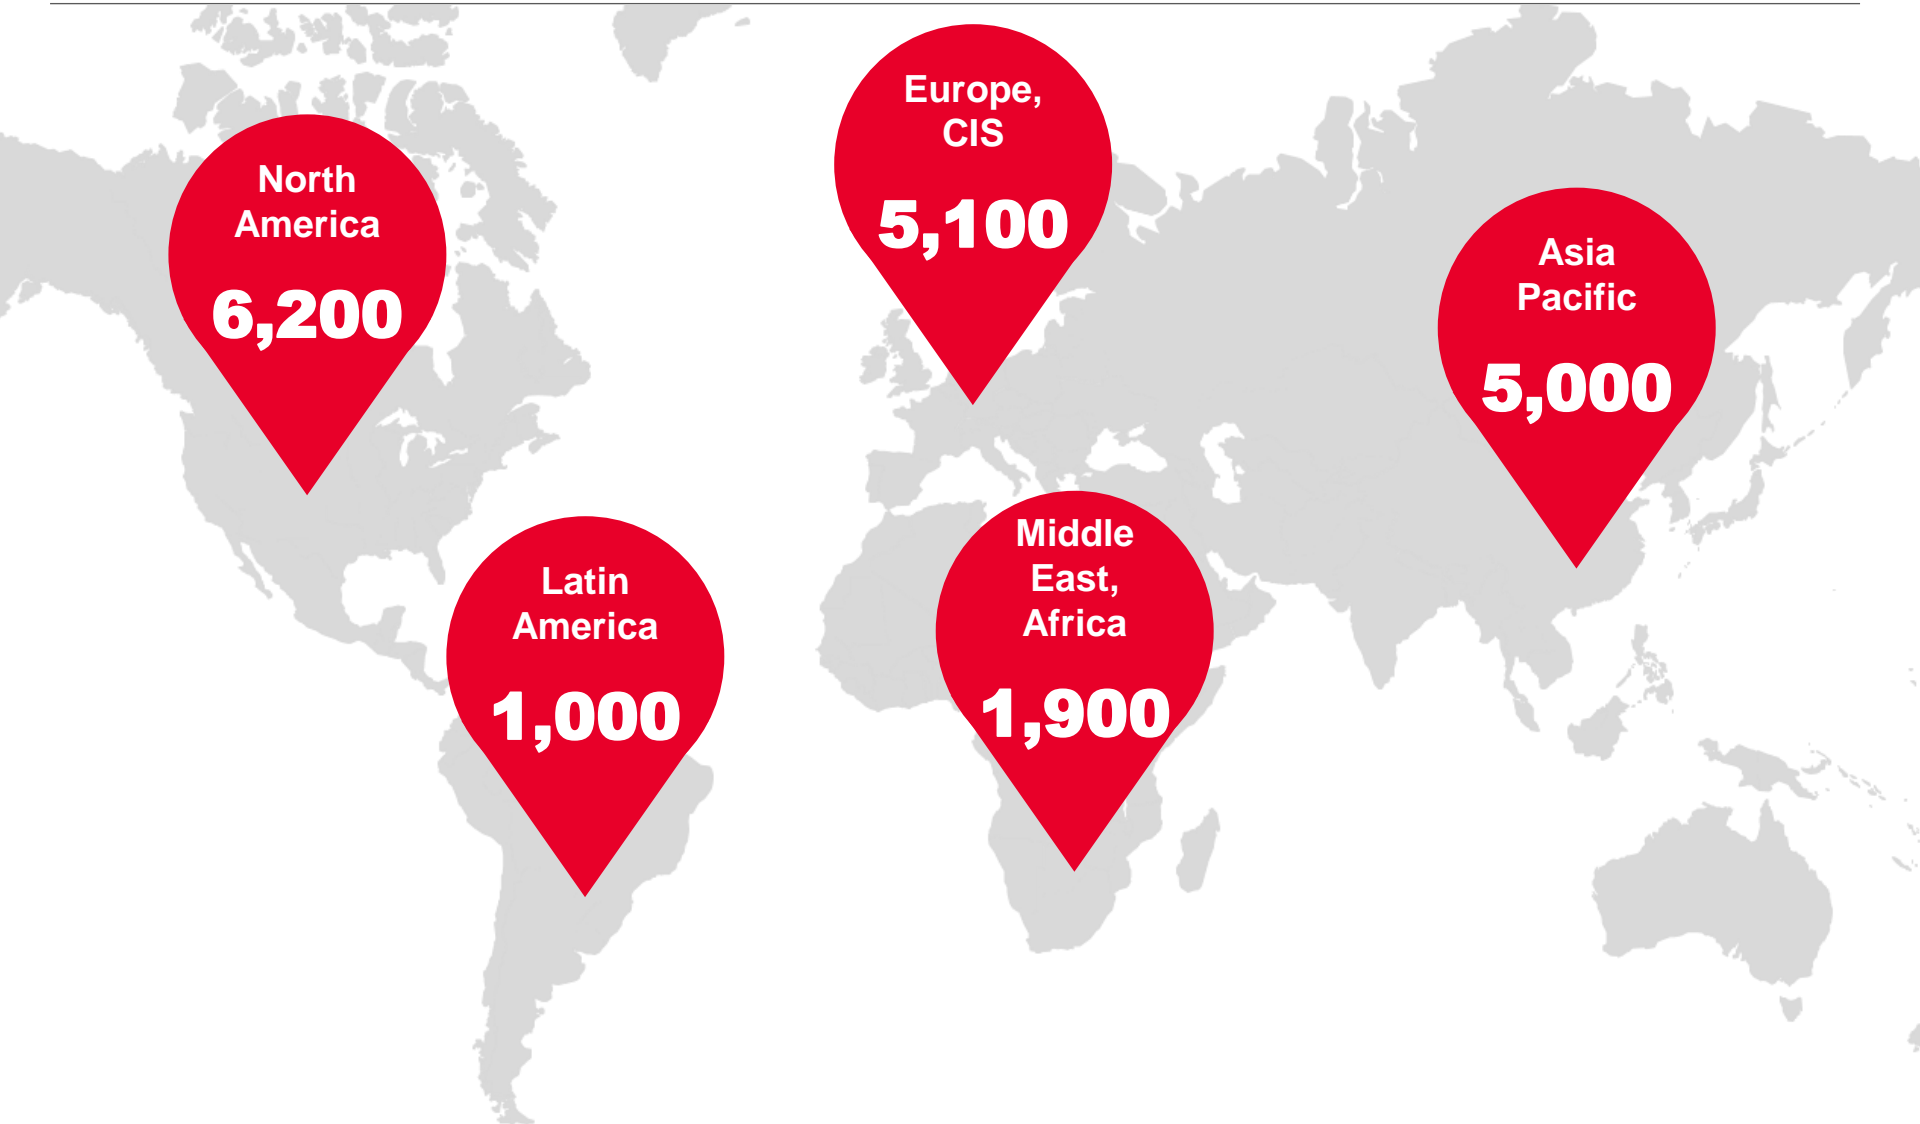 Europe,
CIS
5,100
North
America
6,200
Asia
Pacific
5,000
Middle
East,
Africa
1,900
Latin
America
1,000